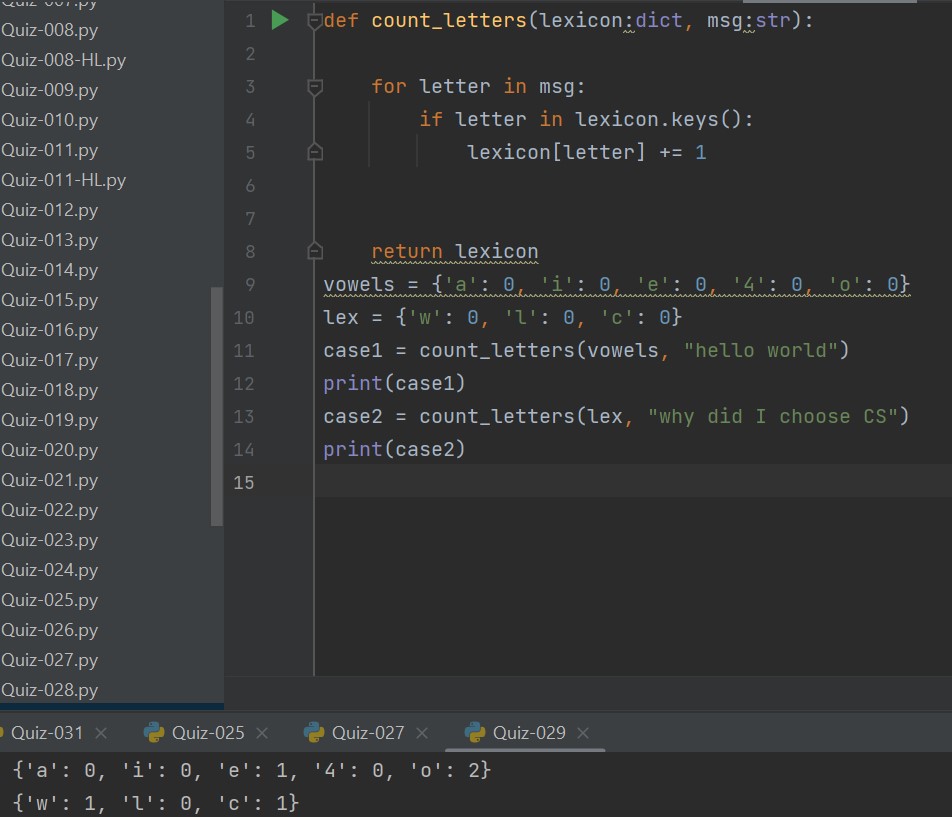 Quiz-007.py
Quiz-008.py
Quiz-008-HL.py
Quiz-009.py
Quiz-010.py
Quiz-011.py
Quiz-011-HL.py
Quiz-012.py
Quiz-013.py
Quiz-014.py
Quiz-015.py
Quiz-016.py
Quiz-017.py
Quiz-018.py
Quiz-019.py
Quiz-020.py
Quiz-021.py
Quiz-022.py
Quiz-023.py
Quiz-024.py
Quiz-025.py
Quiz-026.py
Quiz-027.py
Quiz-028.py
1 def count_letters(lexicon:dict, msg:str):
2
3     for letter in msg:
4         if letter in lexicon.keys():
5             lexicon[letter] += 1
6
7
8     return lexicon
9 vowels = {'a': 0, 'i': 0, 'e': 0, '4': 0, 'o': 0}
10 lex = {'w': 0, 'l': 0, 'c': 0}
11 case1 = count_letters(vowels, "hello world")
12 print(case1)
13 case2 = count_letters(lex, "why did I choose CS")
14 print(case2)
15
Quiz-031 × Quiz-025 × Quiz-027 × Quiz-029 ×
{'a': 0, 'i': 0, 'e': 1, '4': 0, 'o': 2}
{'w': 1, 'l': 0, 'c': 1}